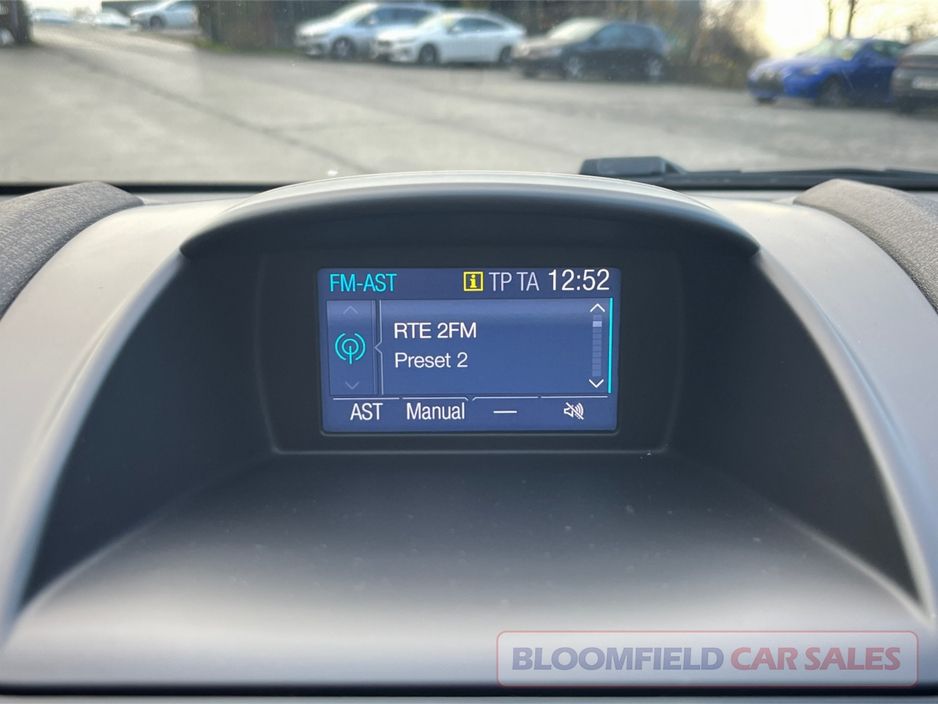 FM-AST i TP TA 12:52
RTE 2FM
Preset 2
AST Manual —
BLOOMFIELD CAR SALES